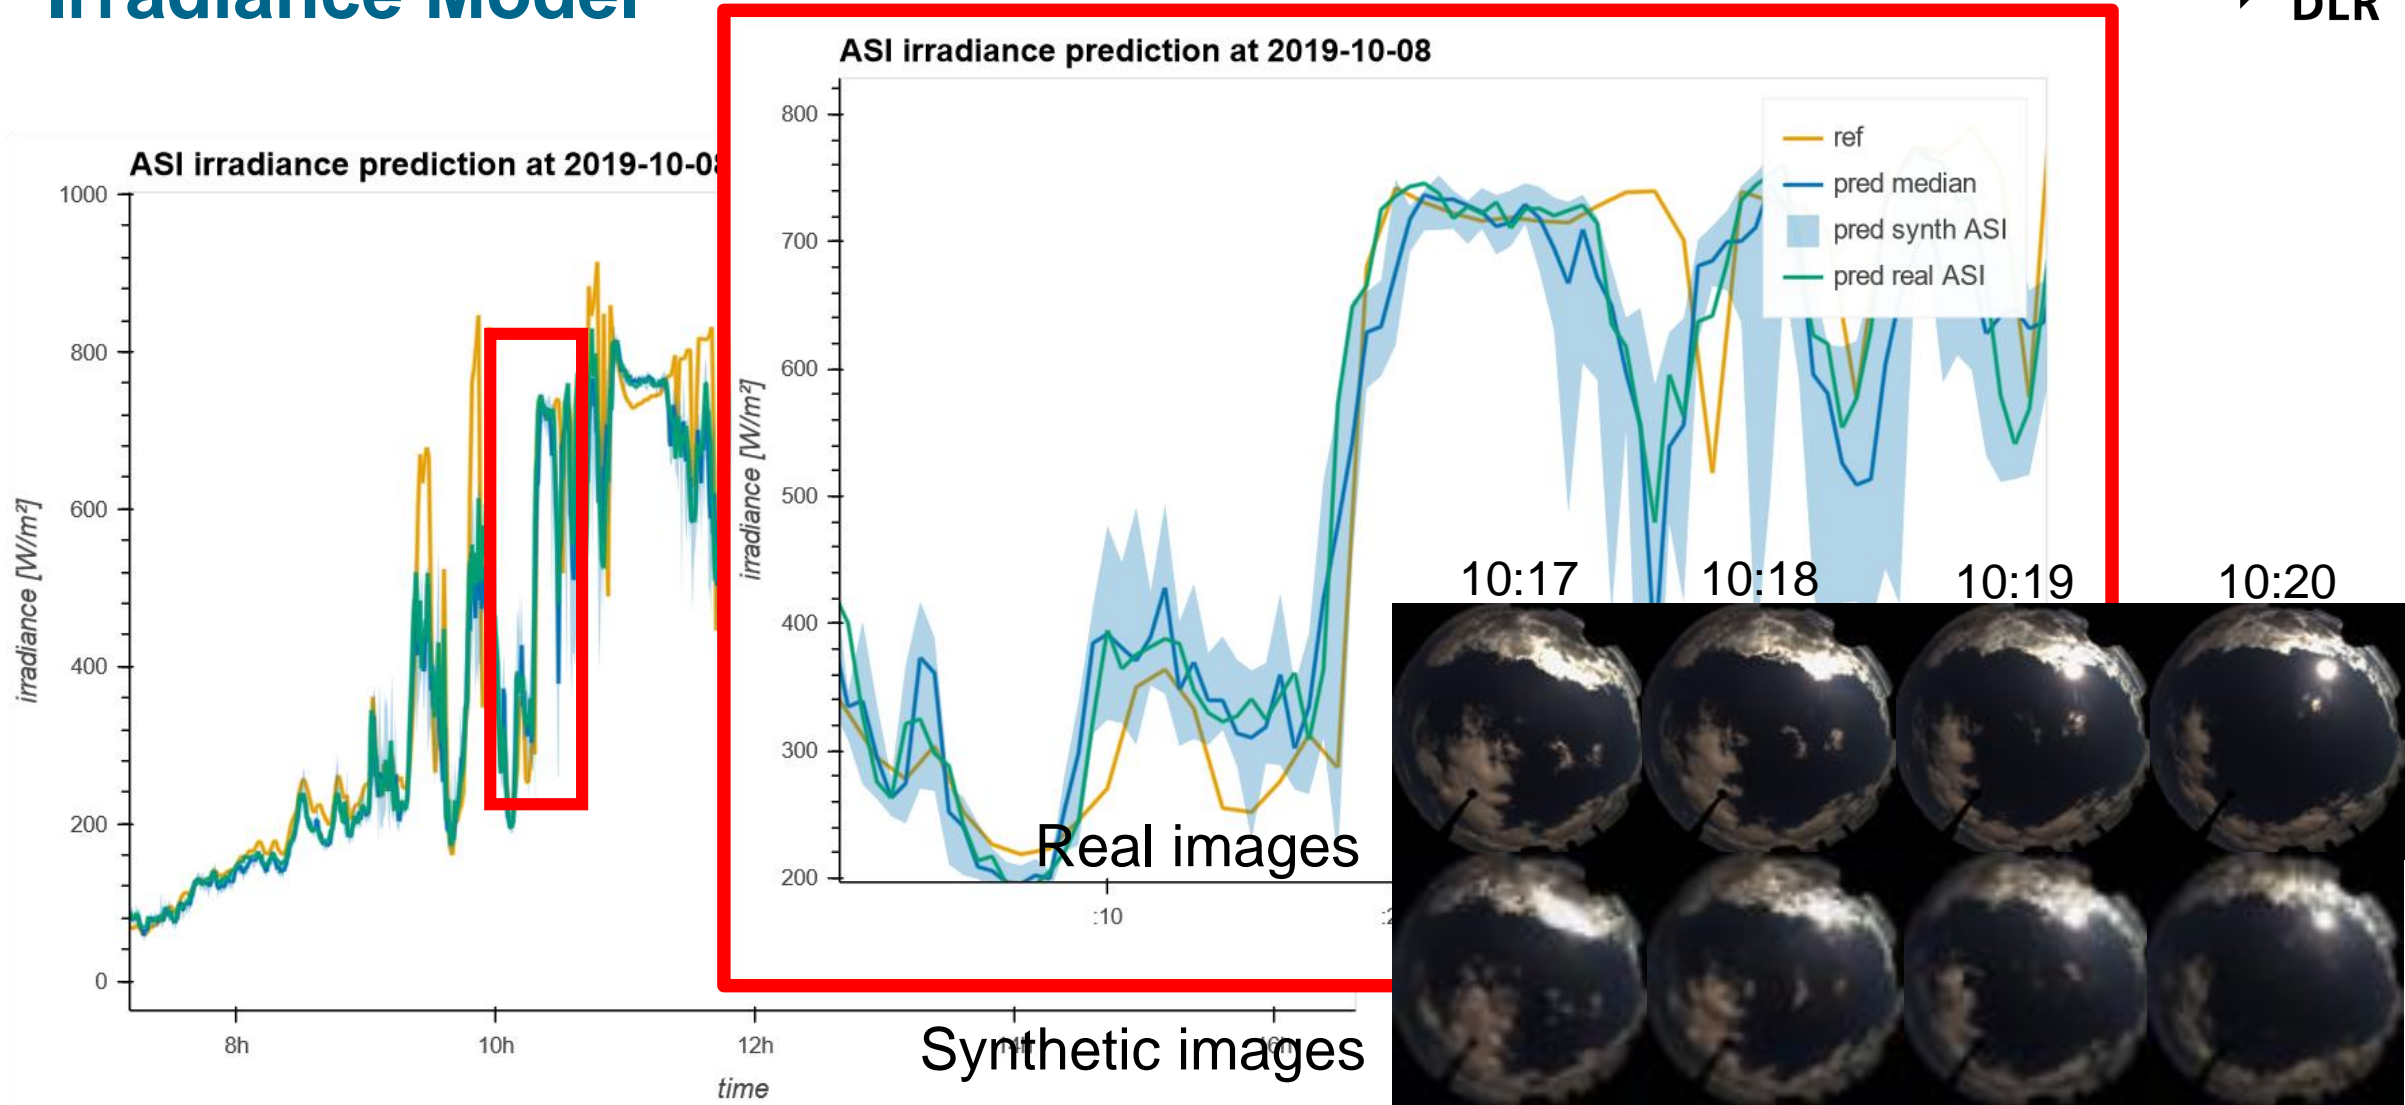 Irradiance Model
DLR
ASI irradiance prediction at 2019-10-08
ASI irradiance prediction at 2019-10-08
1000
800
600
400
200
0
irradiance [W/m²]
8h
10h
12h
14h
16h
time
800
700
600
500
400
300
200
irradiance [W/m²]
:10
ref
pred median
pred synth ASI
pred real ASI
10:17
10:18
10:19
10:20
Real images
Synthetic images